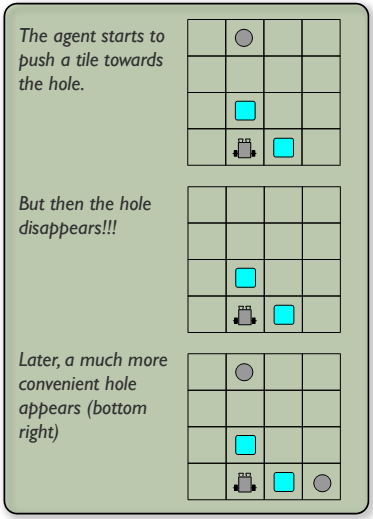 The agent starts to
push a tile towards
the hole.
But then the hole
disappears!!!
Later, a much more
convenient hole
appears (bottom
right)